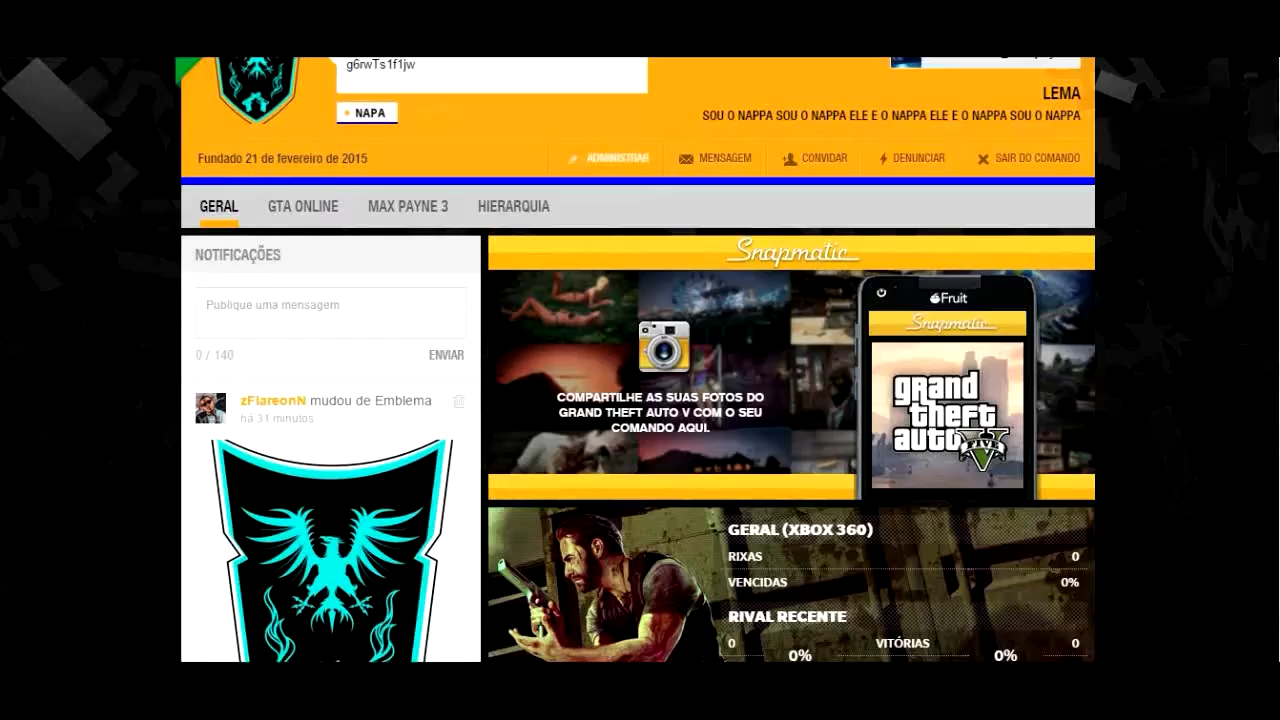 g6rwTs1f1jw
NAPA
LEMA
SOU O NAPPA SOU O NAPPA ELE E O NAPPA ELE E O NAPPA SOU O NAPPA
Fundado 21 de fevereiro de 2015
ADMINISTRAR MENSAGEM CONVIDAR DENUNCIAR SAIR DO COMANDO
GERAL GTA ONLINE MAX PAYNE 3 HIERARQUIA
NOTIFICAÇÕES
Publique uma mensagem
0 / 140 ENVIAR
zFlareonN mudou de Emblema
há 31 minutos
Snapmatic
COMPARTILHE AS SUAS FOTOS DO
GRAND THEFT AUTO V COM O SEU
COMANDO AQUI.
Fruit
Snapmatic
grand
theft
auto
FIVE
GERAL (XBOX 360)
RIXAS 0
VENCIDAS 0%
RIVAL RECENTE
0 VITÓRIAS 0
0% 0%